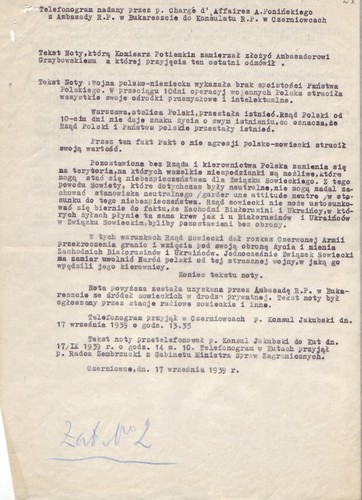 Telefonogram nadany przez p. Chargé d' Affaires A.Ponińskiego
z Ambasady R.P. w Bukareszcie do Konsulatu R.P. w Czerniowcach
Tekst Noty,którą Komisarz Potiemkin zamierzał złożyć Ambasadorowi
Grzybowskiemu a której przyjęcia ten ostatni odmówił .
Tekst Noty :Wojna polsko-niemiecka wykazała brak spoistości Państwa
Polskiego. W przeciągu 10dni operacyj wojennych Polska straciła
wszystkie swoje ośrodki przemysłowe i intelektualne.
Warszawa,stolica Polski,przestała istnieć.Rząd Polski od
10-ciu dni nie daje znaku życia o swym istnieniu,co oznacza,że
Rząd Polski i Państwo Polskie przestały istnieć.
Przez ten fakt Pakt o nie agresji polsko-sowiecki stracił
swoją wartość.
Pozostawiona bez Rządu i kierownictwa Polska zamienia się
na terytoria,na których wszelkie niespodzianki są możliwe,które
mogą stać się niebezpieczeństwem dla Związku Sowieckiego. Z tego
powodu Sowiety, które dotychczas były neutralne,nie mogą nadal za-
chować stanowiska neutralnego /garder une attitude neutre /w sto-
sunku do tego niebezpieczeństwa. Rząd sowiecki nie może ustosunko-
wać się biernie do faktu,że Zachodni Białorusini i Ukraińcy,w któ-
rych żyłach płynie ta sama krew jak i u Białorusinów i Ukraińców
w Związku Sowieckim,byliby pozostawieni bez obrony.
W tych warunkach Rząd Sowiecki dał rozkaz Czerwonej Armii
przekroczenia granic i wzięcia pod swoją obronę życia i mienia
Zachodnich Białorusinów i Ukraińców. Jednocześnie Związek Sowiecki
ma zamiar uwolnić Naród polski od tej strasznej wojny,w jaką go
wpędzili jego kierownicy.
Koniec tekstu noty.
Nota powyższa została uzyskana przez Ambasadę R.P. w Buka-
reszcie ze źródeł sowieckich w drodze prywatnej. Tekst noty był
ogłoszony przez stacje radiowe sowieckie i inne.
Telefonogram przyjął w Czerniowcach p. Konsul Jakubski dn.
17 września 1939 o godz. 13.35
Tekst noty przetelefonował p. Konsul Jakubski do Kut dn.
17/IX 1939 r. o godz. 14 m. 10. Telefonogram w Kutach przyjął
p. Radca Zembrzuski z Gabinetu Ministra Spraw Zagranicznych.
Czerniowce,dn. 17 września 1939 r.
Zał. No 2